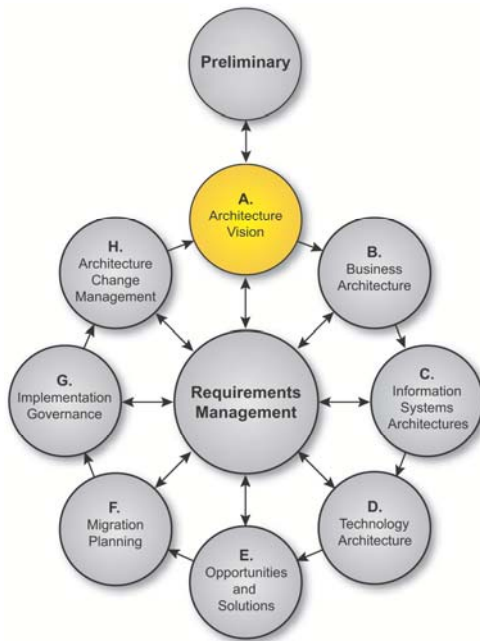 Preliminary
A.
Architecture
Vision
B.
Business
Architecture
C.
Information
Systems
Architectures
D.
Technology
Architecture
E.
Opportunities
and
Solutions
F.
Migration
Planning
G.
Implementation
Governance
H.
Architecture
Change
Management
Requirements
Management